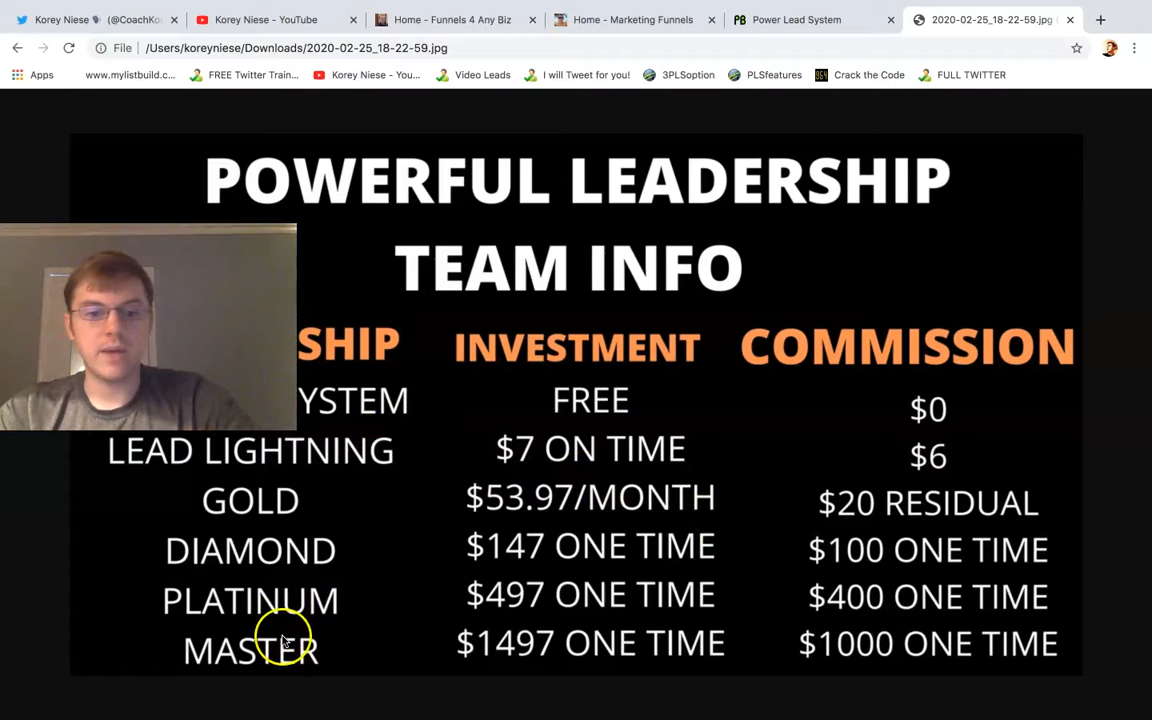 Korey Niese (@CoachKo
Korey Niese - YouTube
Home - Funnels 4 Any Biz
Home - Marketing Funnels
Power Lead System
2020-02-25_18-22-59.jpg
File /Users/koreyniese/Downloads/2020-02-25_18-22-59.jpg
Apps
www.mylistbuild.c...
FREE Twitter Train...
Korey Niese - You...
Video Leads
I will Tweet for you!
3PLSoption
PLSfeatures
Crack the Code
FULL TWITTER
POWERFUL LEADERSHIP
TEAM INFO
SHIP INVESTMENT COMMISSION
YSTEM FREE $0
LEAD LIGHTNING $7 ON TIME $6
GOLD $53.97/MONTH $20 RESIDUAL
DIAMOND $147 ONE TIME $100 ONE TIME
PLATINUM $497 ONE TIME $400 ONE TIME
MASTER $1497 ONE TIME $1000 ONE TIME